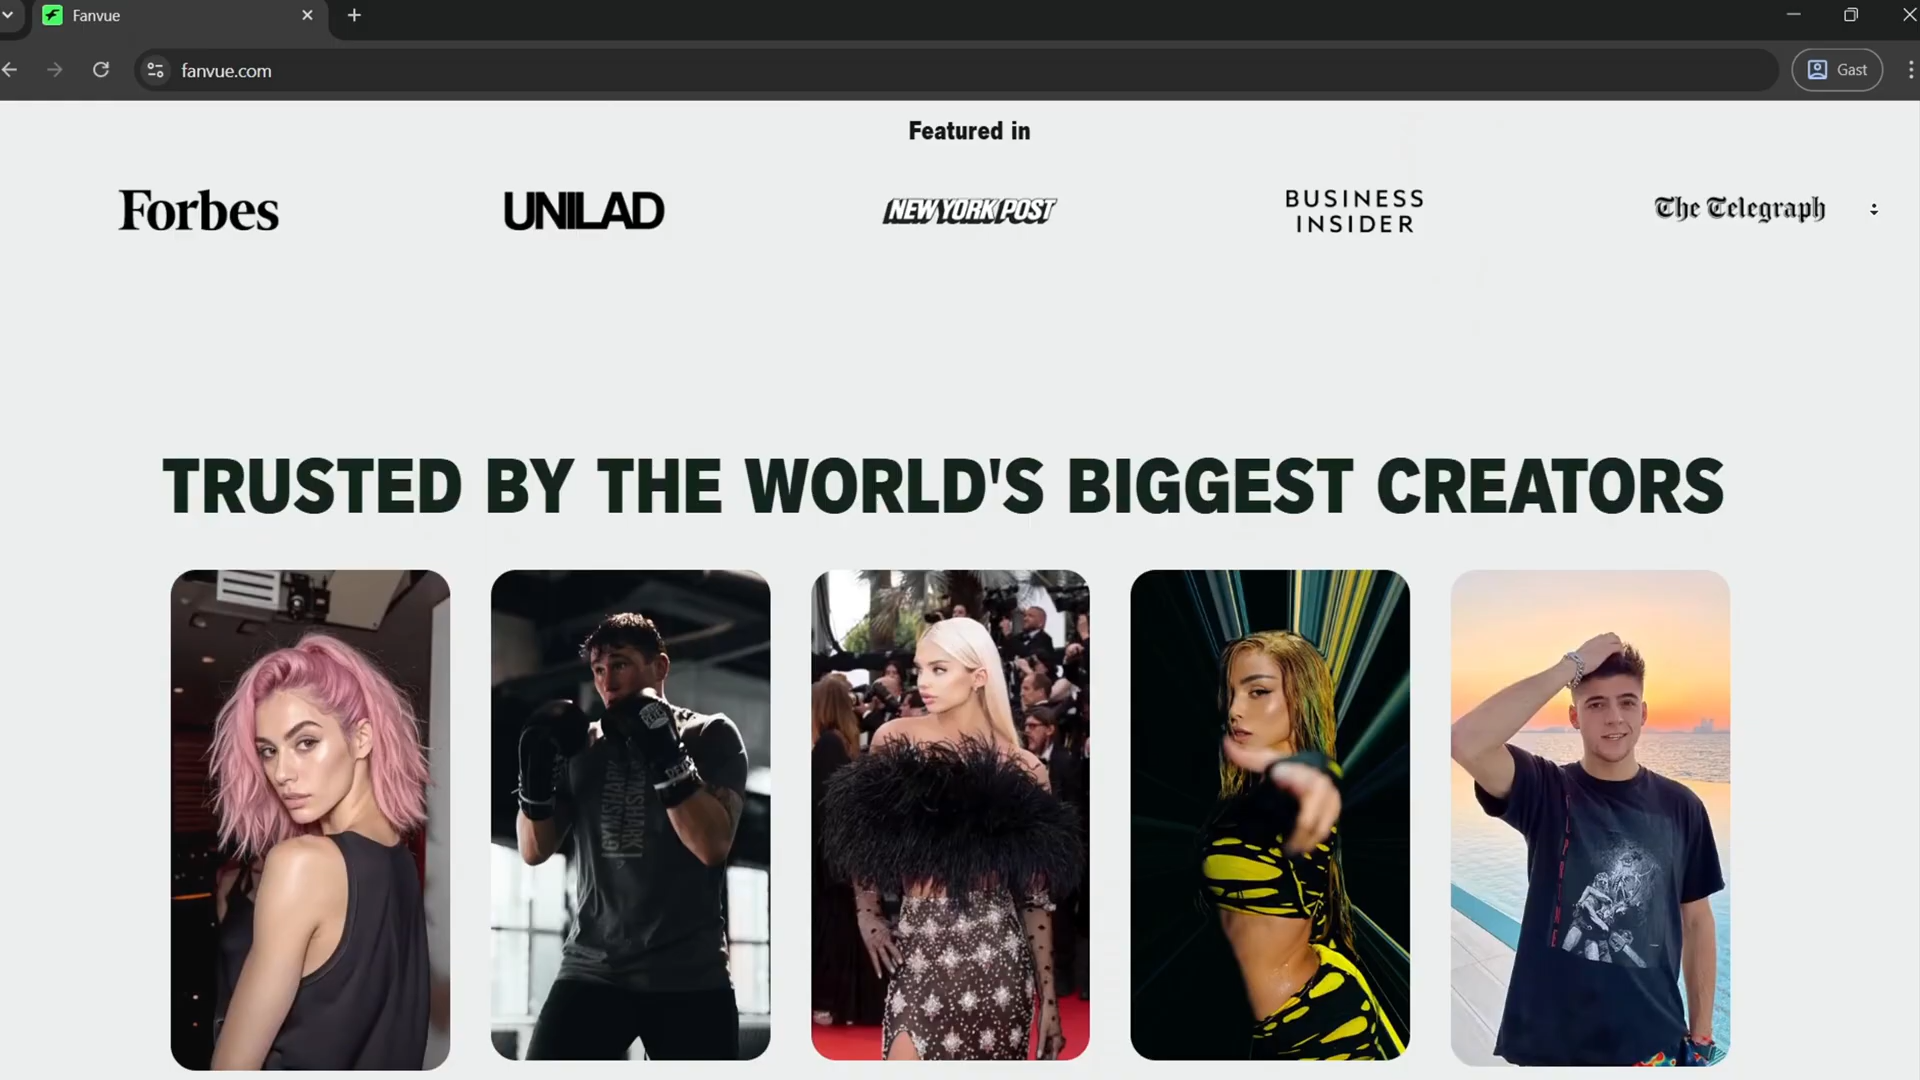 Fanvue
fanvue.com
Gast
Featured in
Forbes
UNILAD
NEW YORK POST
BUSINESS
INSIDER
The Telegraph
TRUSTED BY THE WORLD'S BIGGEST CREATORS
GYMSHARK